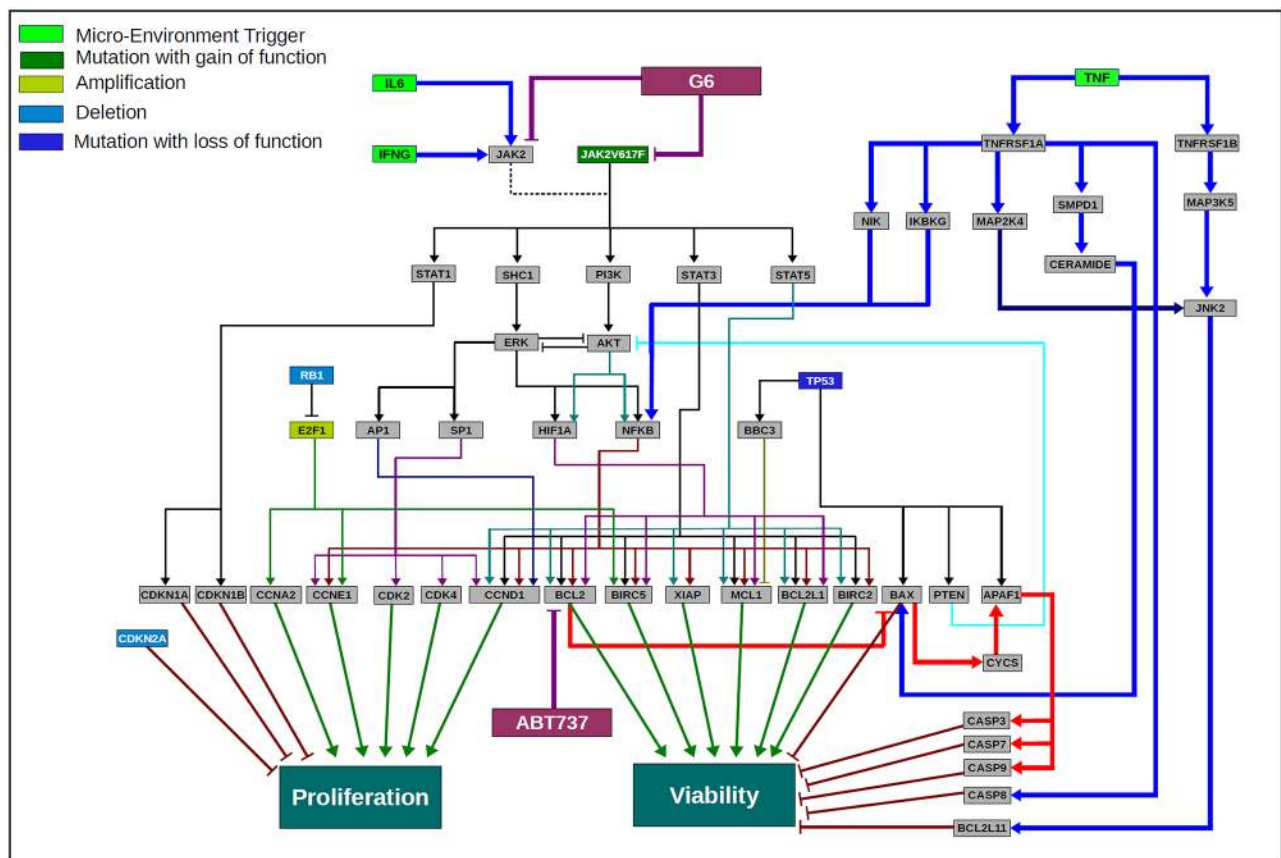 Micro-Environment Trigger
Mutation with gain of function
Amplification
Deletion
Mutation with loss of function
IL6
G6
TNF
IFNG
JAK2
JAK2V617F
TNFRSF1A
TNFRSF1B
NIK
IKBKG
MAP2K4
SMPD1
MAP3K5
CERAMIDE
STAT1
SHC1
PI3K
STAT3
STAT5
JNK2
ERK
AKT
RB1
TP53
E2F1
AP1
SP1
HIF1A
NFKB
BBC3
CDKN1A
CDKN1B
CCNA2
CCNE1
CDK2
CDK4
CCND1
BCL2
BIRC5
XIAP
MCL1
BCL2L1
BIRC2
BAX
PTEN
APAF1
CDKN2A
CYCS
ABT737
CASP3
CASP7
CASP9
CASP8
BCL2L11
Proliferation
Viability